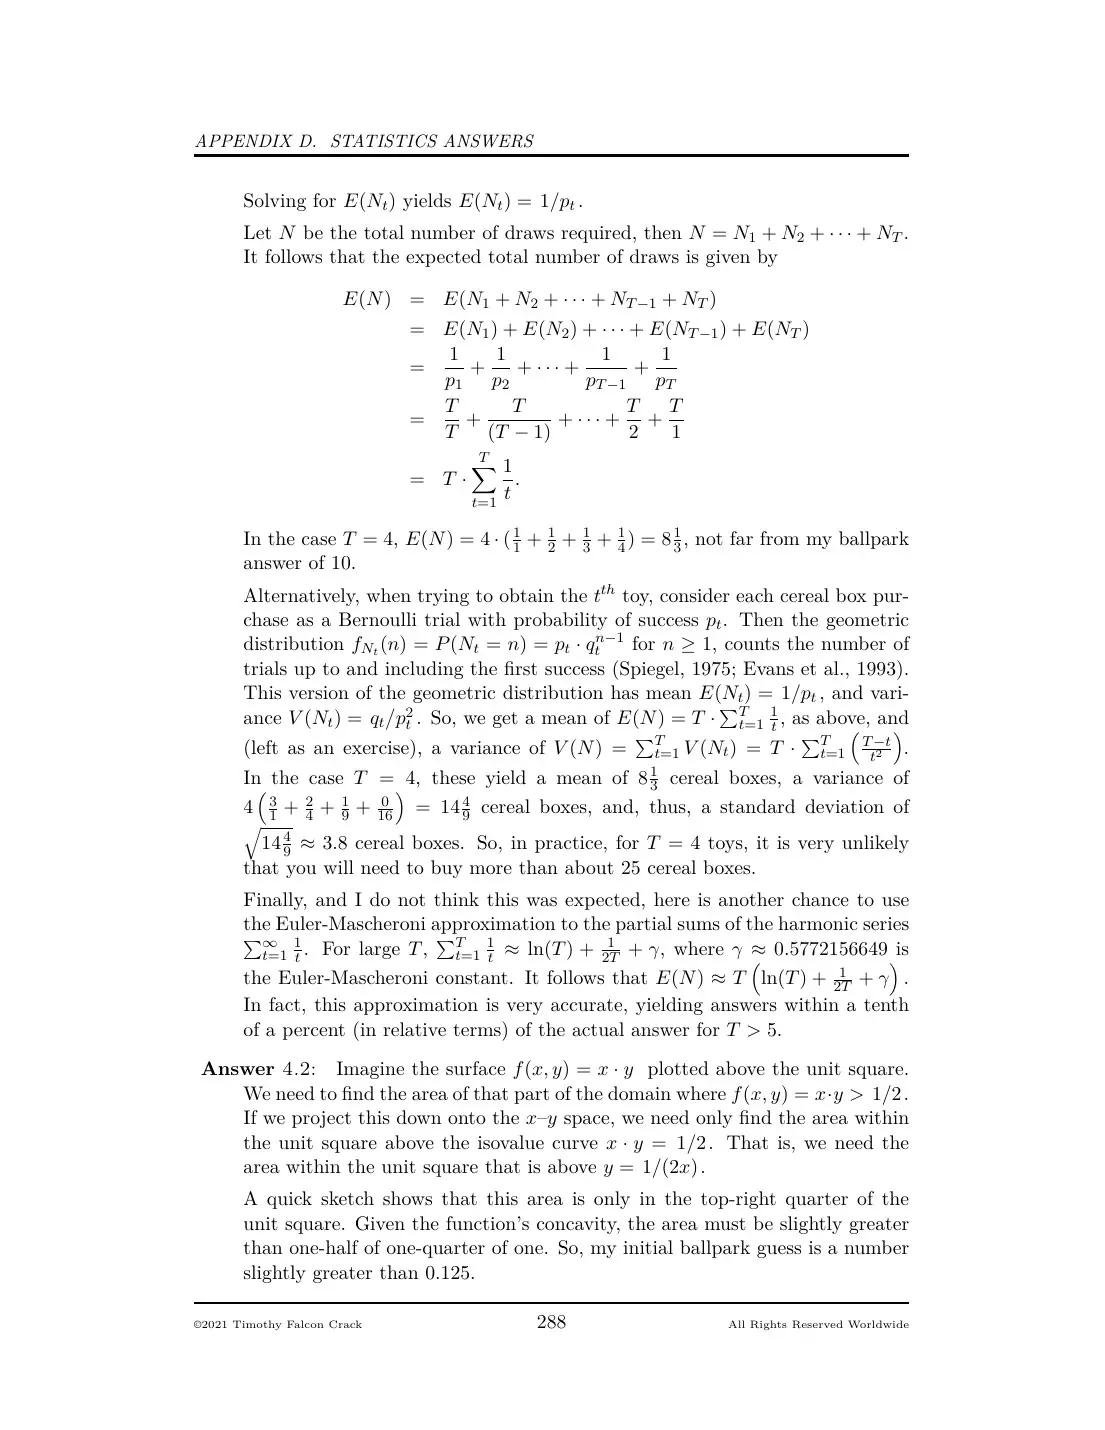 APPENDIX D. STATISTICS ANSWERS
Solving for E(N_t) yields E(N_t) = 1/p_t.
Let N be the total number of draws required, then N = N_1 + N_2 + ··· + N_T.
It follows that the expected total number of draws is given by
E(N) = E(N_1 + N_2 + ··· + N_{T−1} + N_T)
= E(N_1) + E(N_2) + ··· + E(N_{T−1}) + E(N_T)
= 1/p_1 + 1/p_2 + ··· + 1/p_{T−1} + 1/p_T
= T/T + T/(T − 1) + ··· + T/2 + T/1
= T · ∑_{t=1}^{T} 1/t.
In the case T = 4, E(N) = 4 · (1/1 + 1/2 + 1/3 + 1/4) = 8 1/3, not far from my ballpark
answer of 10.
Alternatively, when trying to obtain the t^{th} toy, consider each cereal box pur-
chase as a Bernoulli trial with probability of success p_t. Then the geometric
distribution f_{N_t}(n) = P(N_t = n) = p_t · q_t^{n−1} for n ≥ 1, counts the number of
trials up to and including the first success (Spiegel, 1975; Evans et al., 1993).
This version of the geometric distribution has mean E(N_t) = 1/p_t, and vari-
ance V(N_t) = q_t/p_t^2. So, we get a mean of E(N) = T · ∑_{t=1}^{T} 1/t, as above, and
(left as an exercise), a variance of V(N) = ∑_{t=1}^{T} V(N_t) = T · ∑_{t=1}^{T} ((T−t)/t^2).
In the case T = 4, these yield a mean of 8 1/3 cereal boxes, a variance of
4 (3/1 + 2/4 + 1/9 + 0/16) = 14 4/9 cereal boxes, and, thus, a standard deviation of
√(14 4/9) ≈ 3.8 cereal boxes. So, in practice, for T = 4 toys, it is very unlikely
that you will need to buy more than about 25 cereal boxes.
Finally, and I do not think this was expected, here is another chance to use
the Euler-Mascheroni approximation to the partial sums of the harmonic series
∑_{t=1}^{∞} 1/t. For large T, ∑_{t=1}^{T} 1/t ≈ ln(T) + 1/2T + γ, where γ ≈ 0.5772156649 is
the Euler-Mascheroni constant. It follows that E(N) ≈ T (ln(T) + 1/2T + γ).
In fact, this approximation is very accurate, yielding answers within a tenth
of a percent (in relative terms) of the actual answer for T > 5.
Answer 4.2: Imagine the surface f(x, y) = x · y plotted above the unit square.
We need to find the area of that part of the domain where f(x, y) = x·y > 1/2.
If we project this down onto the x–y space, we need only find the area within
the unit square above the isovalue curve x · y = 1/2. That is, we need the
area within the unit square that is above y = 1/(2x).
A quick sketch shows that this area is only in the top-right quarter of the
unit square. Given the function's concavity, the area must be slightly greater
than one-half of one-quarter of one. So, my initial ballpark guess is a number
slightly greater than 0.125.
©2021 Timothy Falcon Crack 288 All Rights Reserved Worldwide